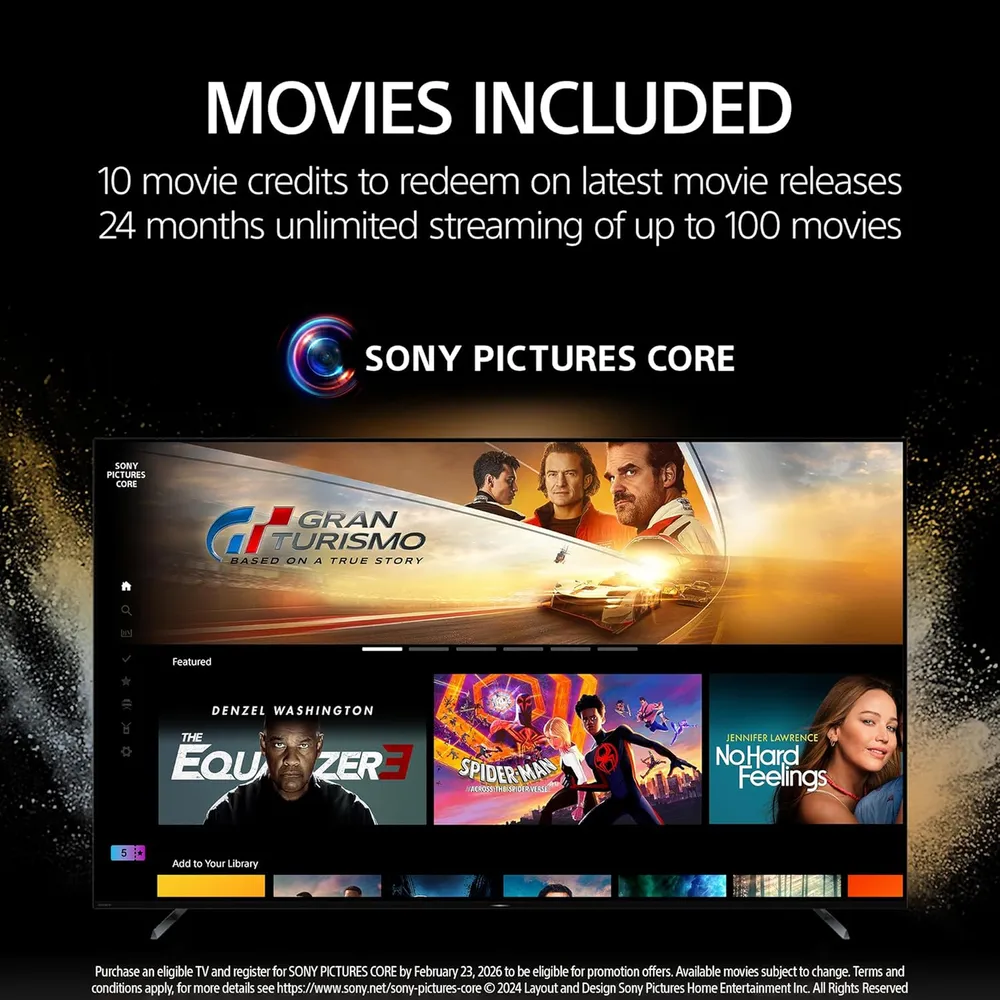 MOVIES INCLUDED
10 movie credits to redeem on latest movie releases
24 months unlimited streaming of up to 100 movies
SONY PICTURES CORE
SONY
PICTURES
CORE
GRAN
TURISMO
BASED ON A TRUE STORY
Featured
DENZEL WASHINGTON
THE
EQUALIZER 3
SPIDER-MAN
ACROSS THE SPIDER-VERSE
JENNIFER LAWRENCE
No Hard
Feelings
5
Add to Your Library
Purchase an eligible TV and register for SONY PICTURES CORE by February 23, 2026 to be eligible for promotion offers. Available movies subject to change. Terms and
conditions apply, for more details see https://www.sony.net/sony-pictures-core © 2024 Layout and Design Sony Pictures Home Entertainment Inc. All Rights Reserved